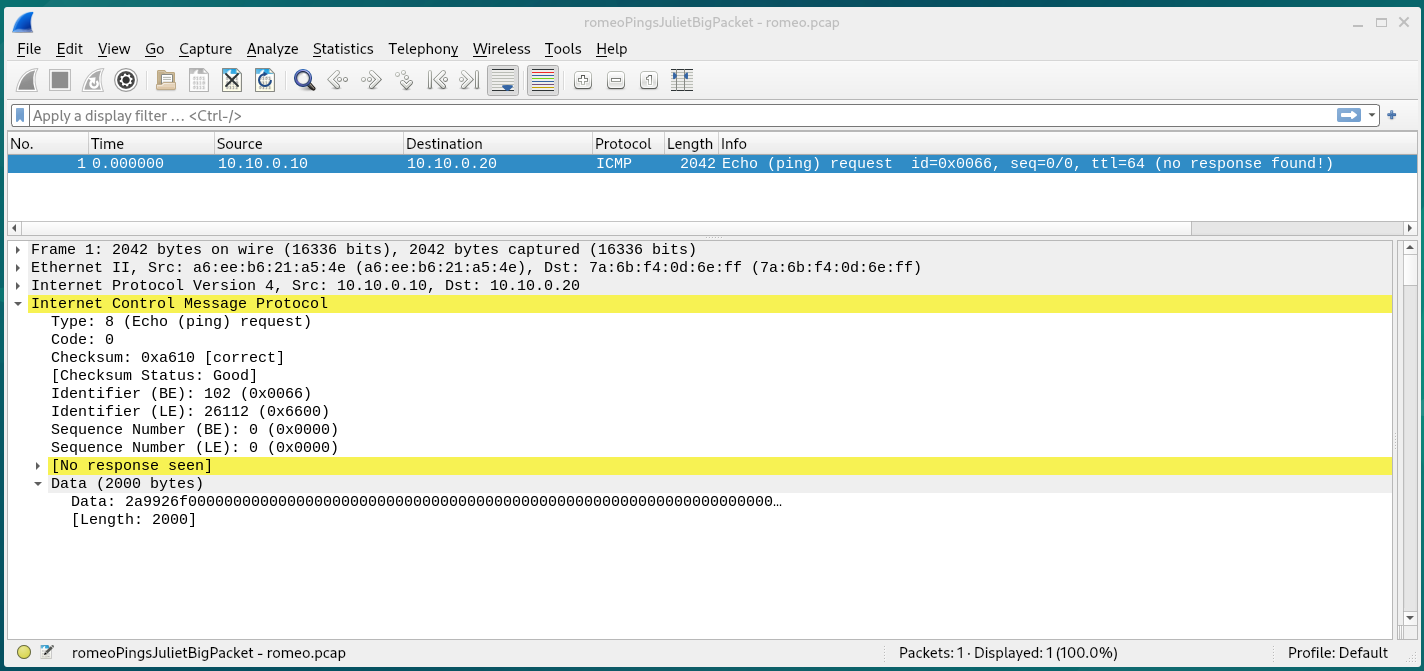 romeoPingsJulietBigPacket - romeo.pcap
File Edit View Go Capture Analyze Statistics Telephony Wireless Tools Help
Apply a display filter … <Ctrl-/>
No. Time Source Destination Protocol Length Info
1 0.000000 10.10.0.10 10.10.0.20 ICMP 2042 Echo (ping) request id=0x0066, seq=0/0, ttl=64 (no response found!)
Frame 1: 2042 bytes on wire (16336 bits), 2042 bytes captured (16336 bits)
Ethernet II, Src: a6:ee:b6:21:a5:4e (a6:ee:b6:21:a5:4e), Dst: 7a:6b:f4:0d:6e:ff (7a:6b:f4:0d:6e:ff)
Internet Protocol Version 4, Src: 10.10.0.10, Dst: 10.10.0.20
Internet Control Message Protocol
Type: 8 (Echo (ping) request)
Code: 0
Checksum: 0xa610 [correct]
[Checksum Status: Good]
Identifier (BE): 102 (0x0066)
Identifier (LE): 26112 (0x6600)
Sequence Number (BE): 0 (0x0000)
Sequence Number (LE): 0 (0x0000)
[No response seen]
Data (2000 bytes)
Data: 2a9926f00000000000000000000000000000000000000000000000000000000000000000…
[Length: 2000]
romeoPingsJulietBigPacket - romeo.pcap
Packets: 1 · Displayed: 1 (100.0%)
Profile: Default